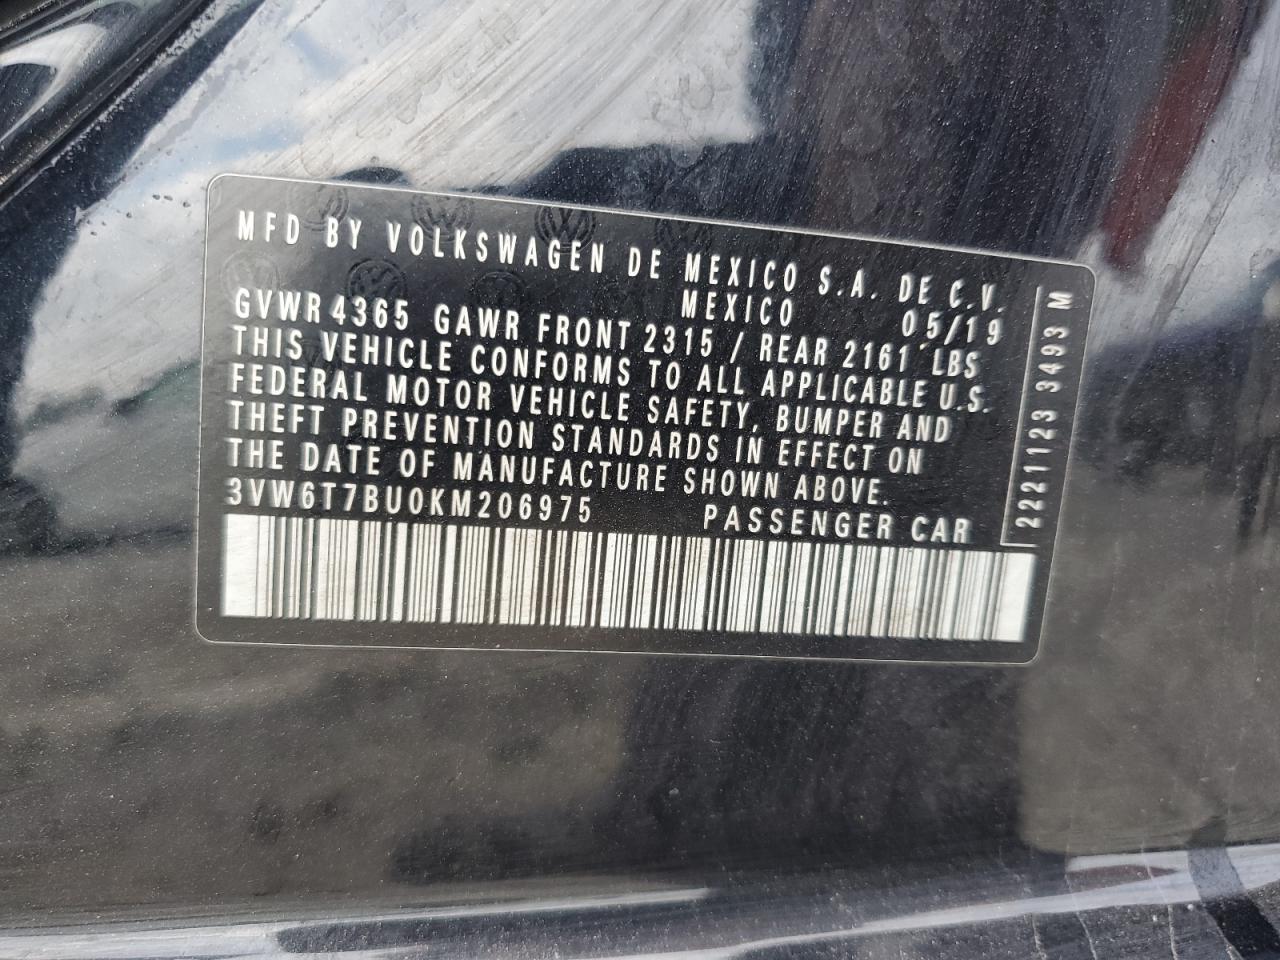 MFD BY VOLKSWAGEN DE MEXICO S.A. DE C.V.
MEXICO 05/19
GVWR 4365 GAWR FRONT 2315 / REAR 2161 LBS
THIS VEHICLE CONFORMS TO ALL APPLICABLE U.S.
FEDERAL MOTOR VEHICLE SAFETY, BUMPER AND
THEFT PREVENTION STANDARDS IN EFFECT ON
THE DATE OF MANUFACTURE SHOWN ABOVE.
3VW6T7BU0KM206975 PASSENGER CAR
2221123 3493 M